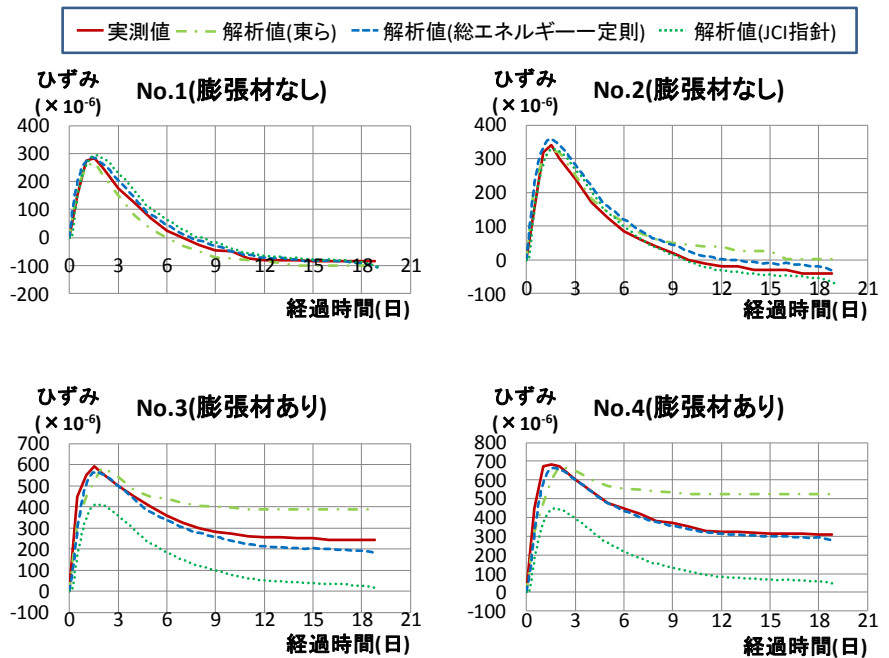 実測値 解析値(東ら) 解析値(総エネルギー一定則) 解析値(JCI指針)
ひずみ
(×10-6)
No.1(膨張材なし)
400
300
200
100
0
-100
-200
0 3 6 9 12 15 18 21
経過時間(日)
ひずみ
(×10-6)
No.2(膨張材なし)
400
300
200
100
0
-100
0 3 6 9 12 15 18 21
経過時間(日)
ひずみ
(×10-6)
No.3(膨張材あり)
700
600
500
400
300
200
100
0
-100
0 3 6 9 12 15 18 21
経過時間(日)
ひずみ
(×10-6)
No.4(膨張材あり)
800
700
600
500
400
300
200
100
0
-100
0 3 6 9 12 15 18 21
経過時間(日)